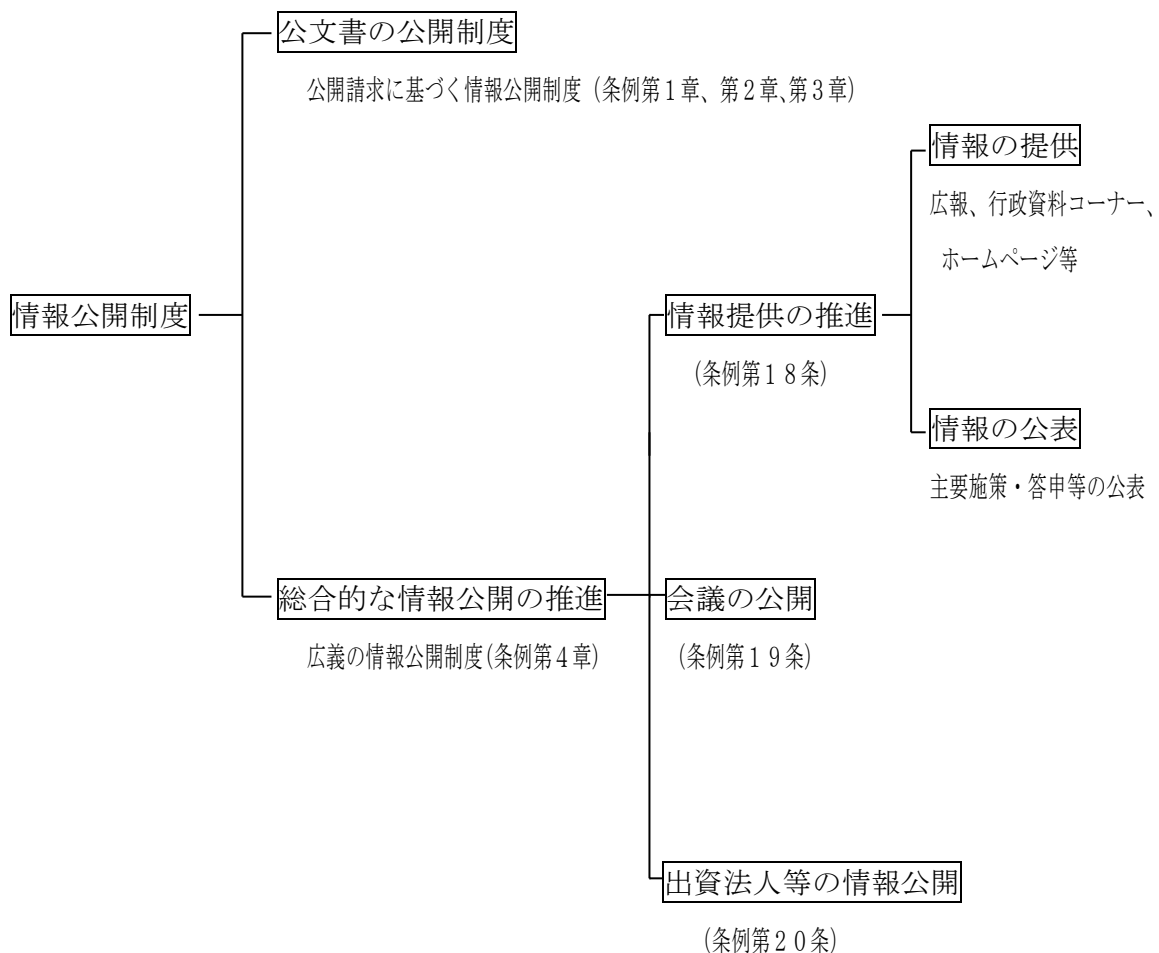 公文書の公開制度
公開請求に基づく情報公開制度（条例第１章、第２章、第３章）
情報の提供
広報、行政資料コーナー、
ホームページ等
情報公開制度
情報提供の推進
（条例第１８条）
情報の公表
主要施策・答申等の公表
総合的な情報公開の推進
広義の情報公開制度（条例第４章）
会議の公開
（条例第１９条）
出資法人等の情報公開
（条例第２０条）